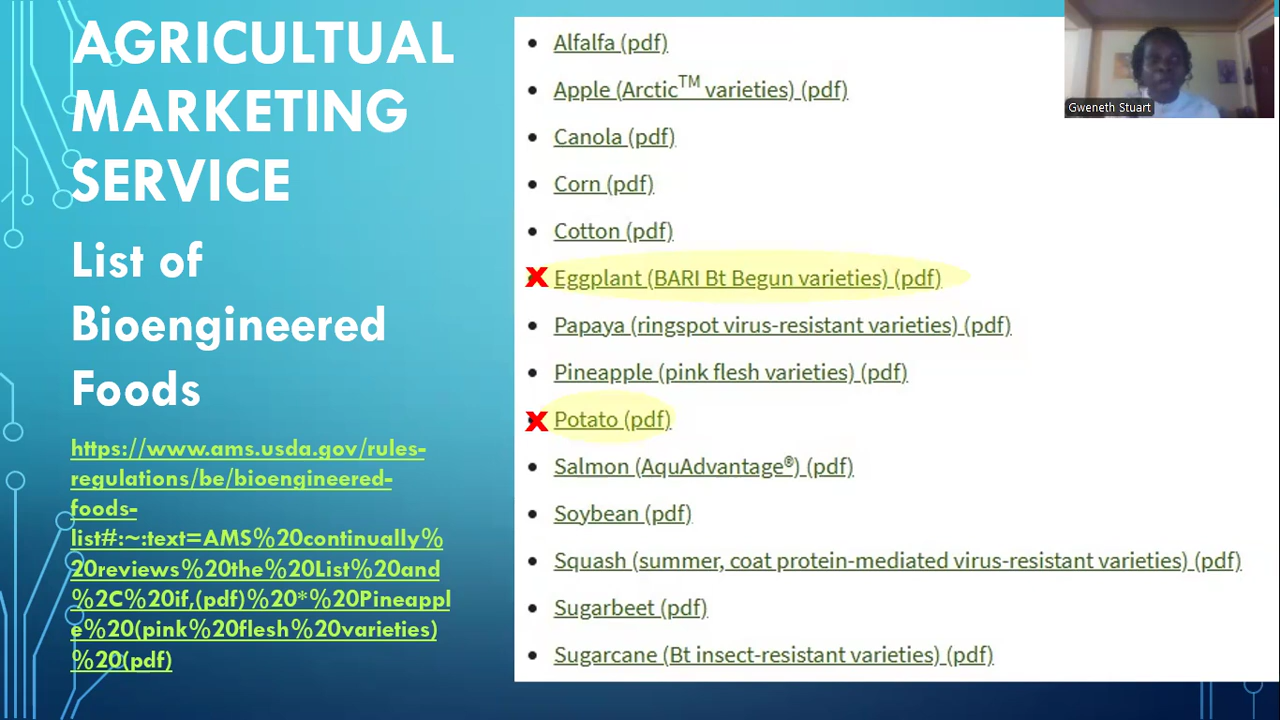 AGRICULTUAL
MARKETING
SERVICE
List of
Bioengineered
Foods
https://www.ams.usda.gov/rules-
regulations/be/bioengineered-
foods-
list#:~:text=AMS%20continually%
20reviews%20the%20List%20and
%2C%20if,(pdf)%20*%20Pineappl
e%20(pink%20flesh%20varieties)
%20(pdf)
• Alfalfa (pdf)
• Apple (Arctic™ varieties) (pdf)
• Canola (pdf)
• Corn (pdf)
• Cotton (pdf)
X Eggplant (BARI Bt Begun varieties) (pdf)
• Papaya (ringspot virus-resistant varieties) (pdf)
• Pineapple (pink flesh varieties) (pdf)
X Potato (pdf)
• Salmon (AquAdvantage®) (pdf)
• Soybean (pdf)
• Squash (summer, coat protein-mediated virus-resistant varieties) (pdf)
• Sugarbeet (pdf)
• Sugarcane (Bt insect-resistant varieties) (pdf)
Gweneth Stuart